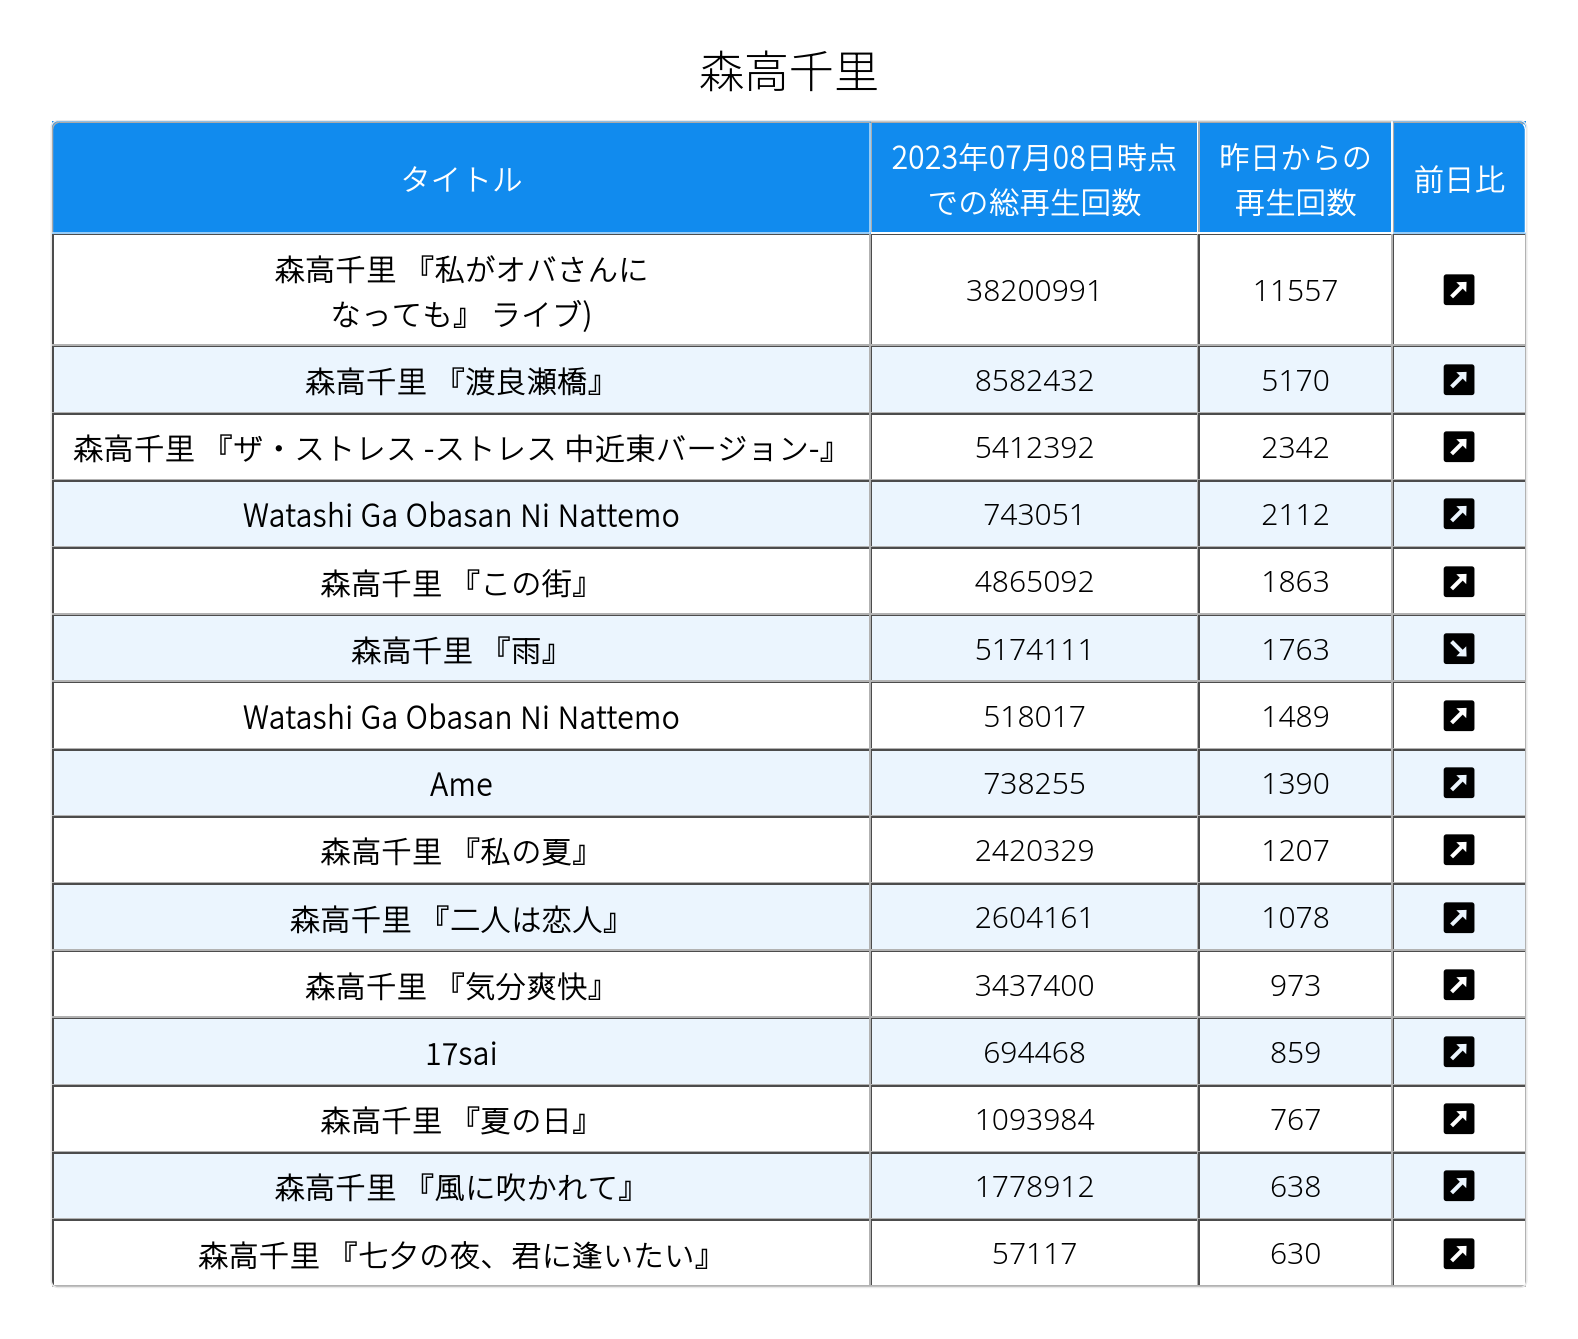 森高千里
タイトル
2023年07月08日時点
での総再生回数
昨日からの
再生回数
前日比
森高千里 『私がオバさんに
なっても』 ライブ)
38200991
11557
森高千里 『渡良瀬橋』
8582432
5170
森高千里 『ザ・ストレス -ストレス 中近東バージョン-』
5412392
2342
Watashi Ga Obasan Ni Nattemo
743051
2112
森高千里 『この街』
4865092
1863
森高千里 『雨』
5174111
1763
Watashi Ga Obasan Ni Nattemo
518017
1489
Ame
738255
1390
森高千里 『私の夏』
2420329
1207
森高千里 『二人は恋人』
2604161
1078
森高千里 『気分爽快』
3437400
973
17sai
694468
859
森高千里 『夏の日』
1093984
767
森高千里 『風に吹かれて』
1778912
638
森高千里 『七夕の夜、君に逢いたい』
57117
630